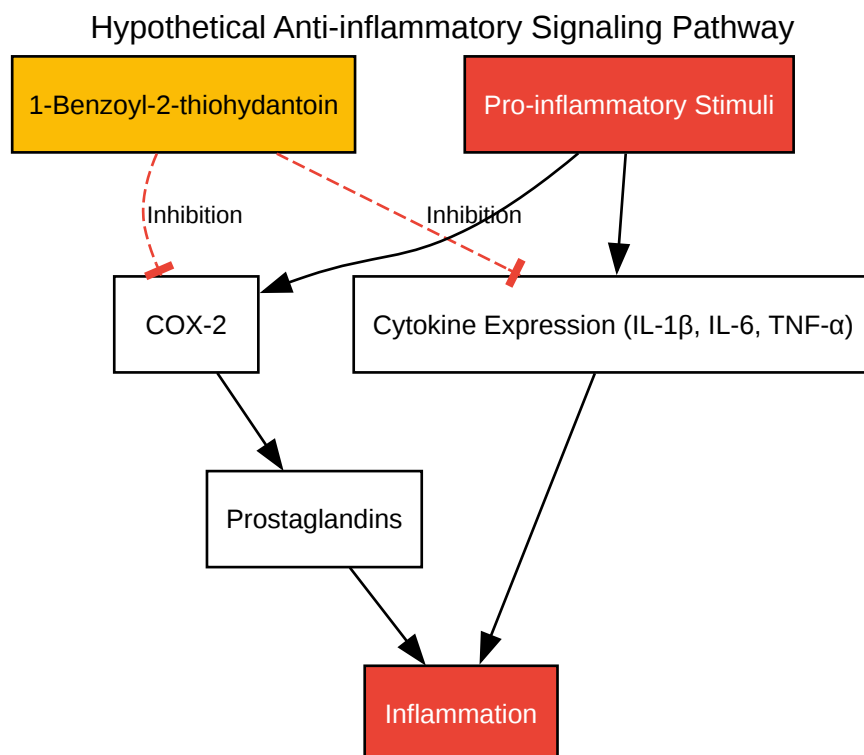 Hypothetical Anti-inflammatory Signaling Pathway
1-Benzoyl-2-thiohydantoin
Pro-inflammatory Stimuli
Inhibition
Inhibition
COX-2
Cytokine Expression (IL-1β, IL-6, TNF-α)
Prostaglandins
Inflammation